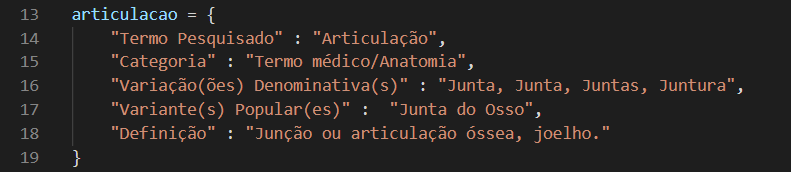 13 articulacao = {
14 "Termo Pesquisado" : "Articulação",
15 "Categoria" : "Termo médico/Anatomia",
16 "Variação(ões) Denominativa(s)" : "Junta, Junta, Juntas, Juntura",
17 "Variante(s) Popular(es)" :  "Junta do Osso",
18 "Definição" : "Junção ou articulação óssea, joelho."
19 }